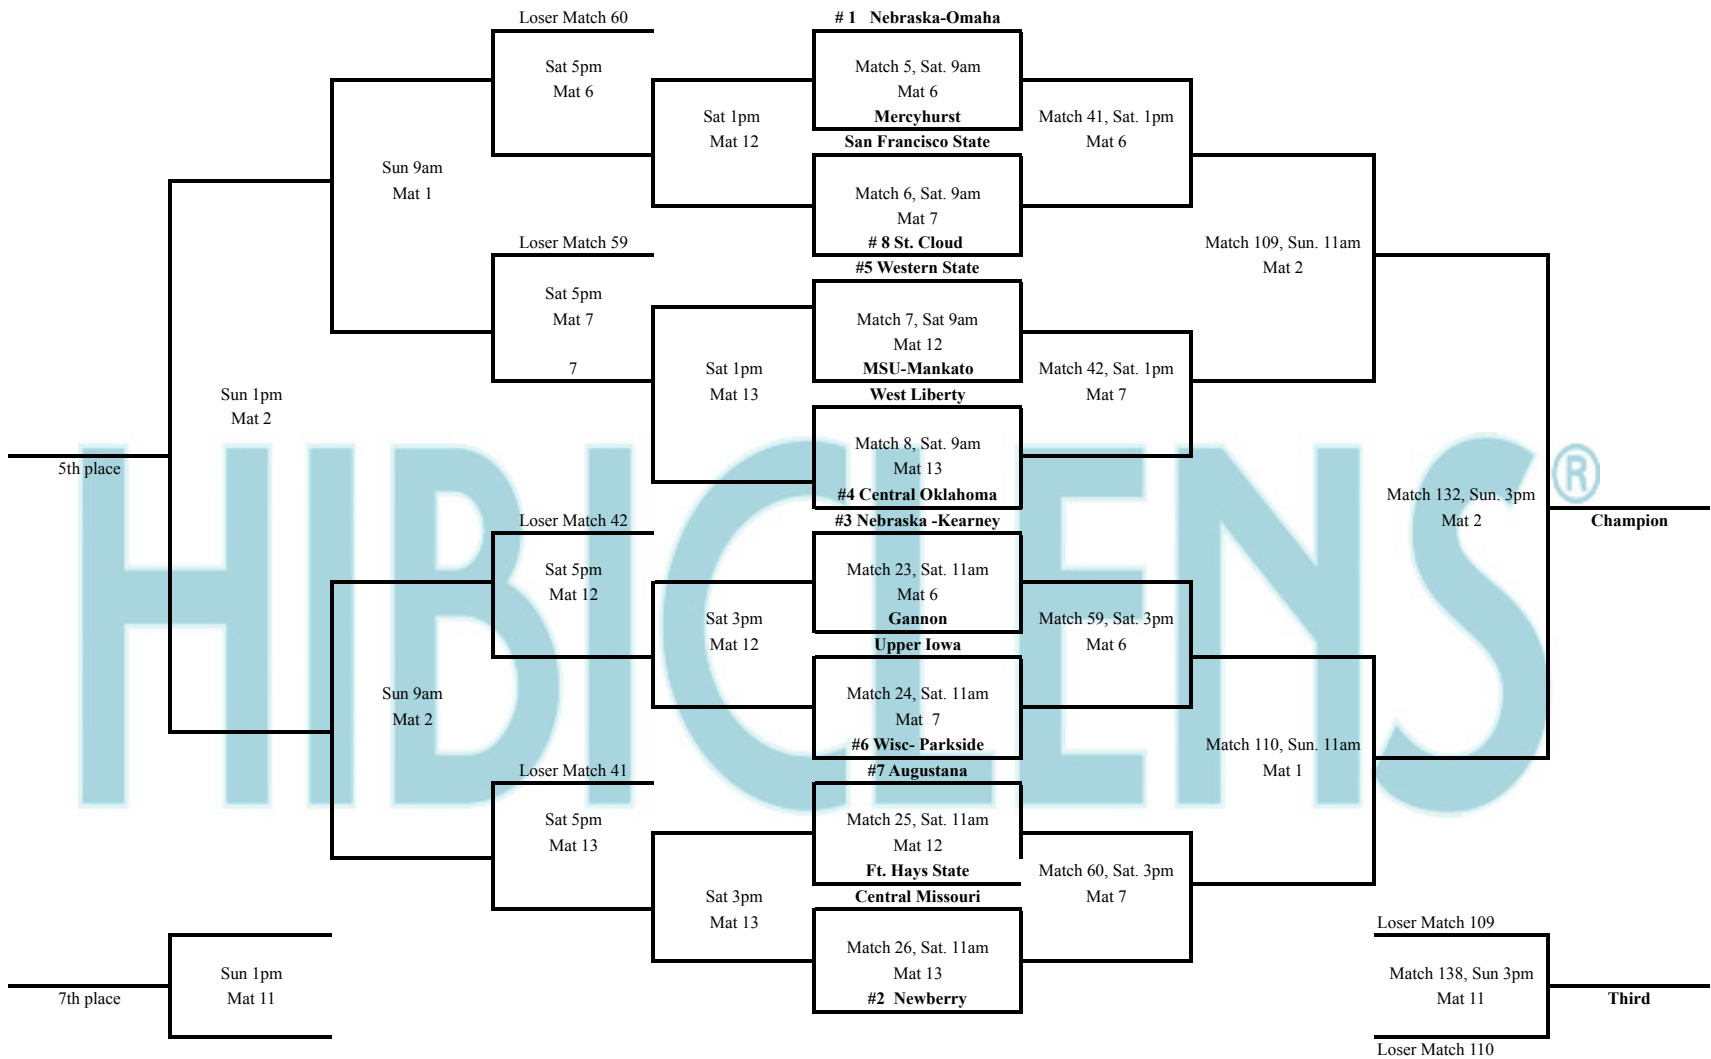 Loser Match 60
# 1 Nebraska-Omaha
Sat 5pm
Mat 6
Match 5, Sat. 9am
Mat 6
Mercyhurst
Sat 1pm
Mat 12
Match 41, Sat. 1pm
Mat 6
San Francisco State
Sun 9am
Mat 1
Match 6, Sat. 9am
Mat 7
Loser Match 59
# 8 St. Cloud
Match 109, Sun. 11am
Mat 2
#5 Western State
Sat 5pm
Mat 7
7
Match 7, Sat 9am
Mat 12
MSU-Mankato
Sat 1pm
Mat 13
Match 42, Sat. 1pm
Mat 7
Sun 1pm
Mat 2
West Liberty
Match 8, Sat. 9am
Mat 13
5th place
#4 Central Oklahoma
Match 132, Sun. 3pm
Mat 2
Champion
Loser Match 42
#3 Nebraska -Kearney
Sat 5pm
Mat 12
Match 23, Sat. 11am
Mat 6
Gannon
Sat 3pm
Mat 12
Match 59, Sat. 3pm
Mat 6
Upper Iowa
Sun 9am
Mat 2
Match 24, Sat. 11am
Mat 7
#6 Wisc- Parkside
Match 110, Sun. 11am
Mat 1
Loser Match 41
#7 Augustana
Sat 5pm
Mat 13
Match 25, Sat. 11am
Mat 12
Ft. Hays State
Match 60, Sat. 3pm
Mat 7
Sat 3pm
Mat 13
Central Missouri
Match 26, Sat. 11am
Mat 13
#2 Newberry
Loser Match 109
Sun 1pm
Mat 11
7th place
Match 138, Sun 3pm
Mat 11
Third
Loser Match 110
HIBICLENS®